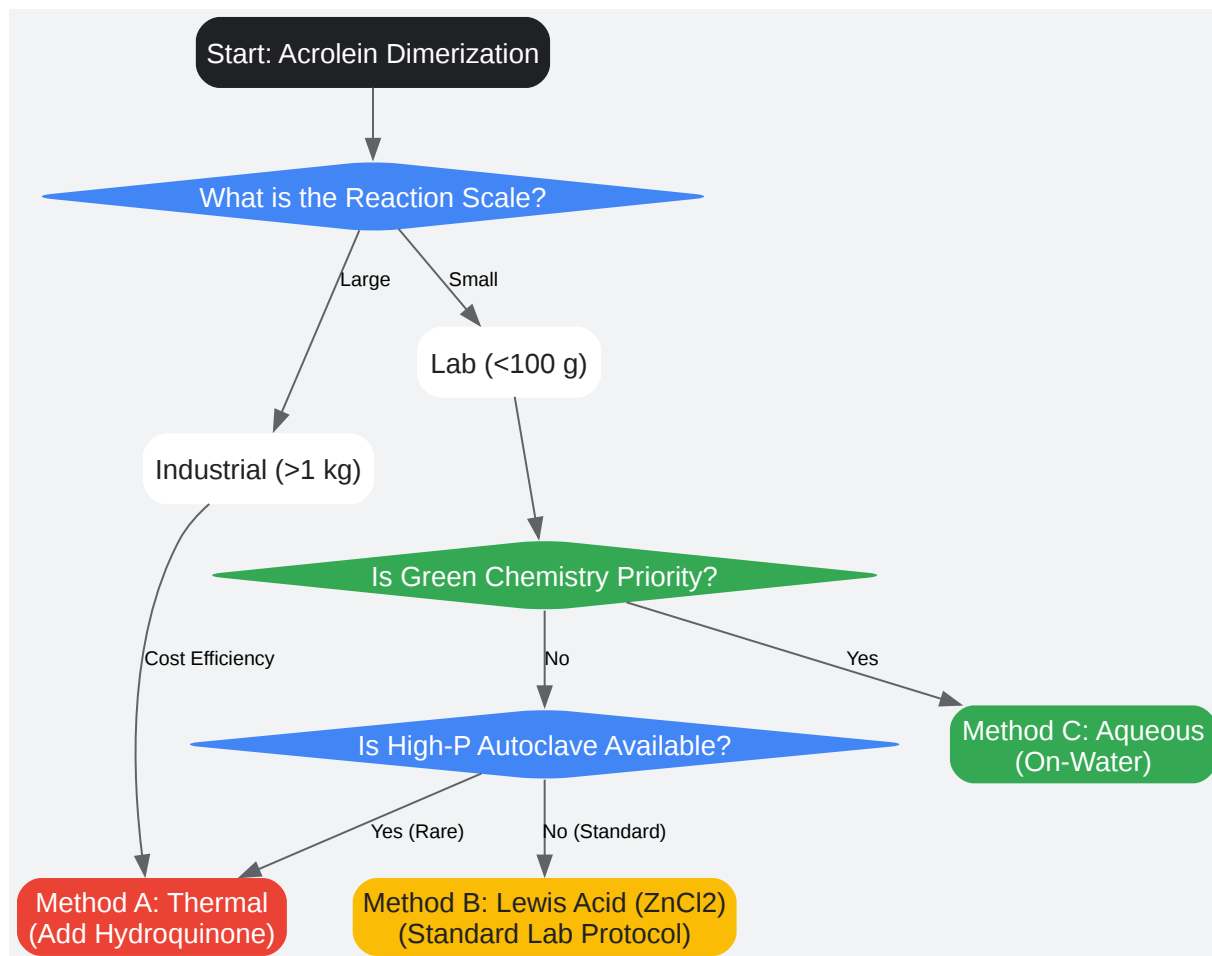 Start: Acrolein Dimerization
What is the Reaction Scale?
Large
Small
Lab (<100 g)
Industrial (>1 kg)
Is Green Chemistry Priority?
Cost Efficiency
No
Yes
Method C: Aqueous
(On-Water)
Is High-P Autoclave Available?
Yes (Rare)
No (Standard)
Method A: Thermal
(Add Hydroquinone)
Method B: Lewis Acid (ZnCl2)
(Standard Lab Protocol)